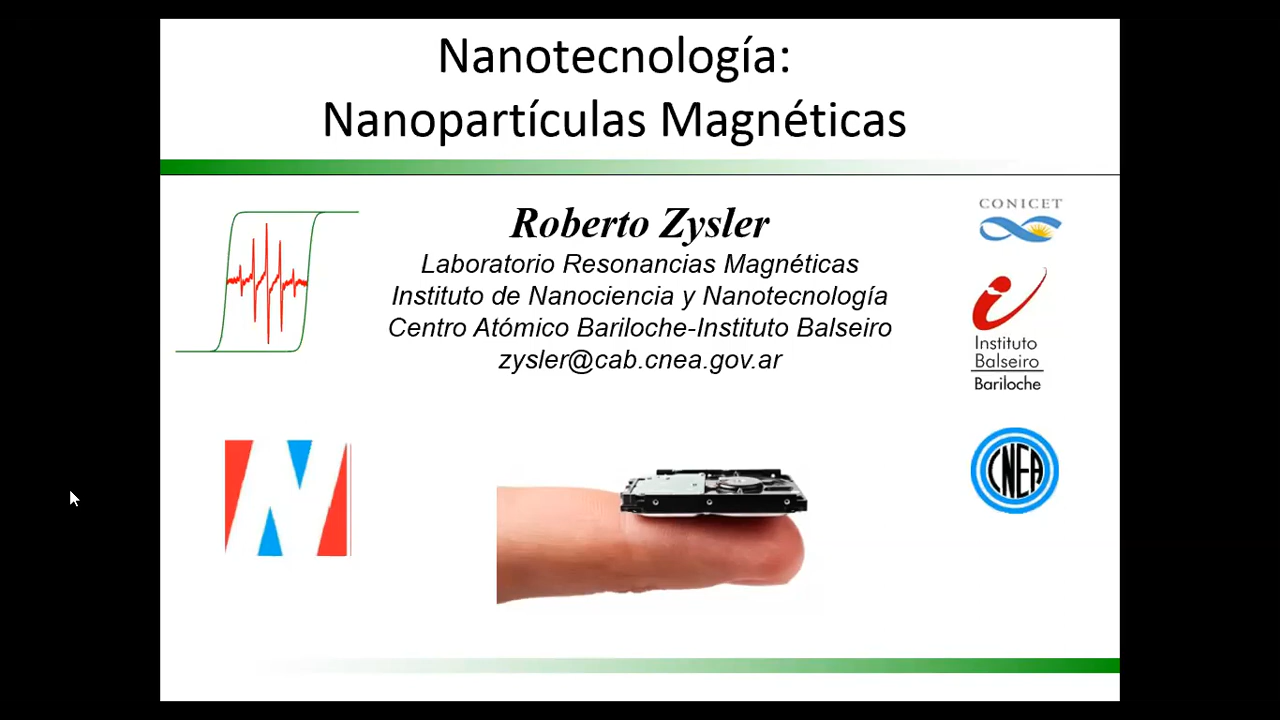 Nanotecnología:
Nanopartículas Magnéticas
Roberto Zysler
Laboratorio Resonancias Magnéticas
Instituto de Nanociencia y Nanotecnología
Centro Atómico Bariloche-Instituto Balseiro
zysler@cab.cnea.gov.ar
CONICET
Instituto
Balseiro
Bariloche
CNEA
N